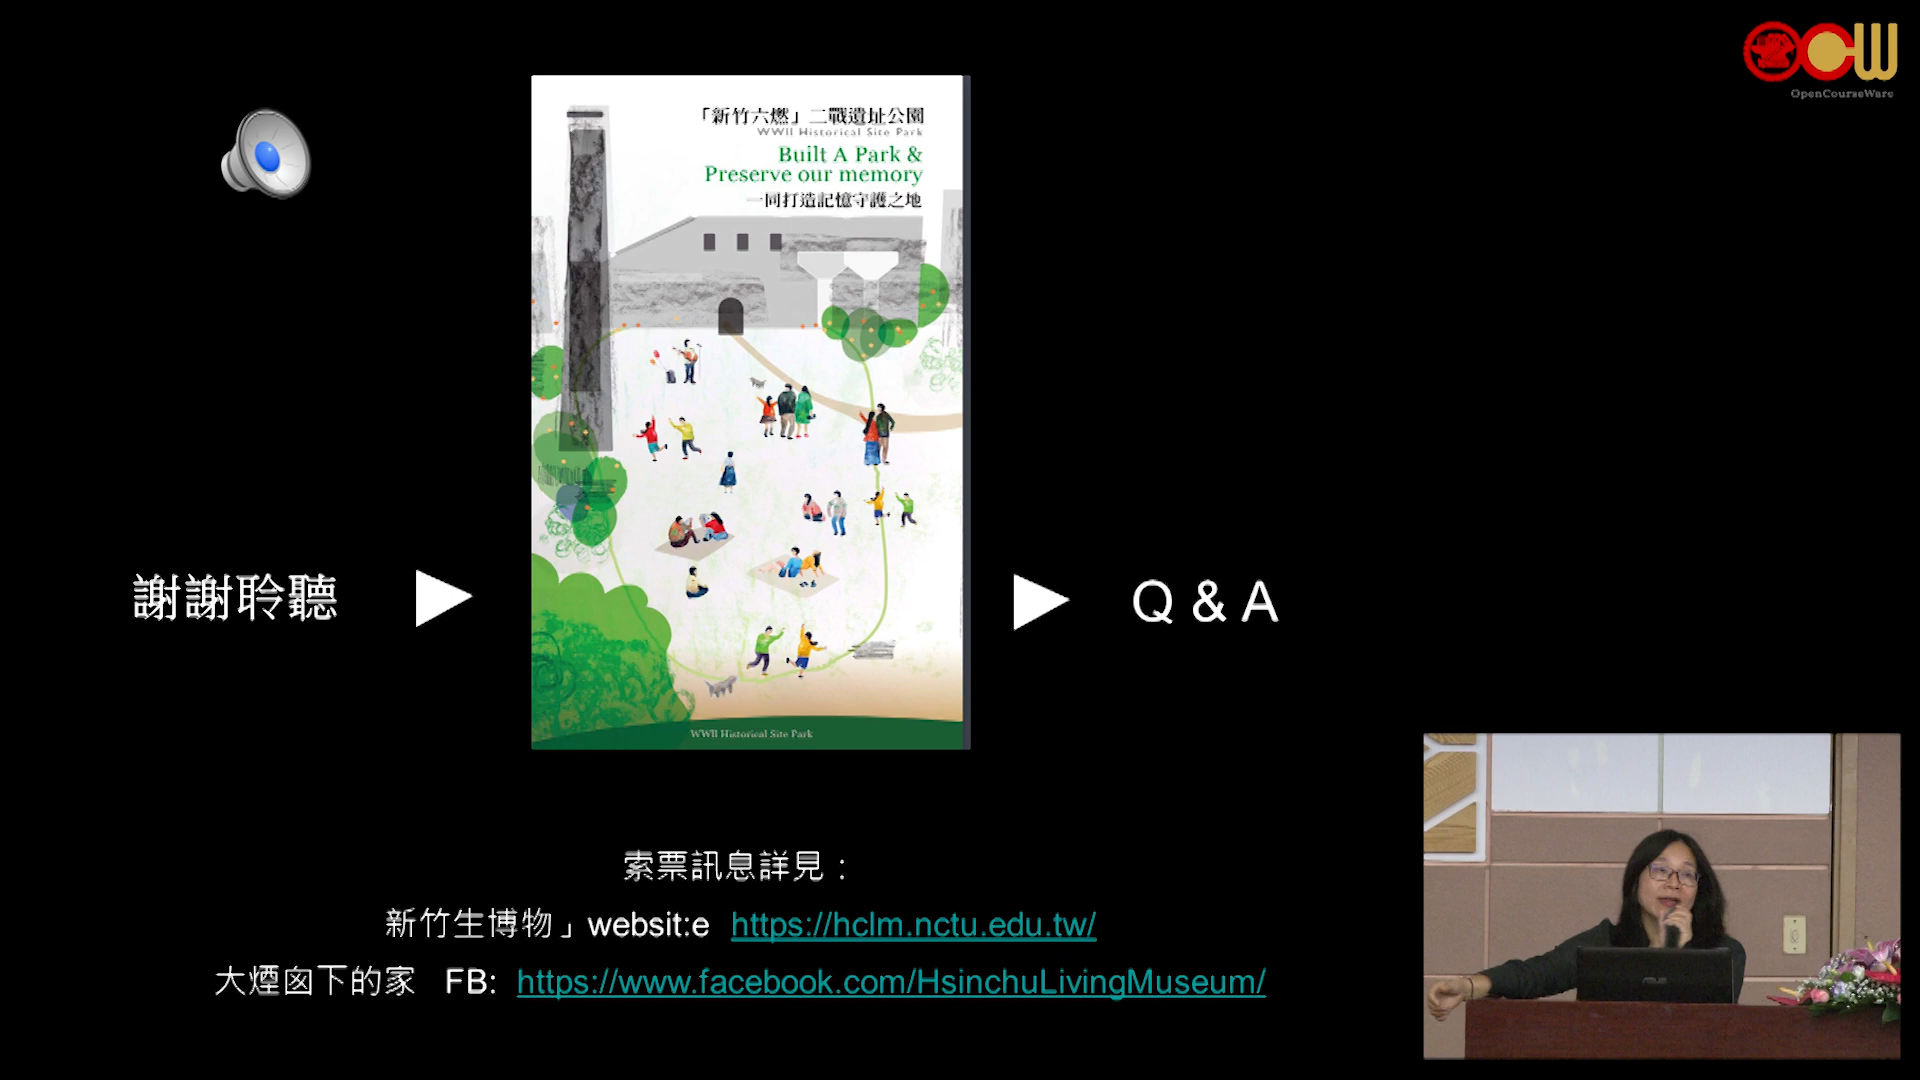 OpenCourseWare
「新竹六燃」二戰遺址公園
WWII Historical Site Park
Built A Park &
Preserve our memory
一同打造記憶守護之地
WWII Historical Site Park
謝謝聆聽
Q & A
索票訊息詳見：
新竹生博物」websit:e https://hclm.nctu.edu.tw/
大煙囪下的家 FB: https://www.facebook.com/HsinchuLivingMuseum/